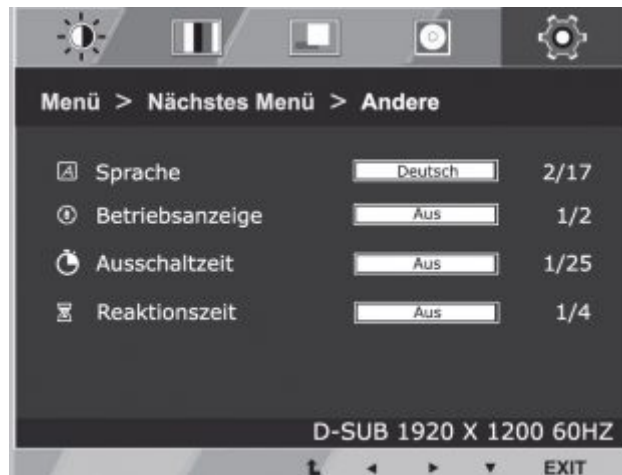 Menü > Nächstes Menü > Andere
Sprache Deutsch 2/17
Betriebsanzeige Aus 1/2
Ausschaltzeit Aus 1/25
Reaktionszeit Aus 1/4
D-SUB 1920 X 1200 60HZ
EXIT